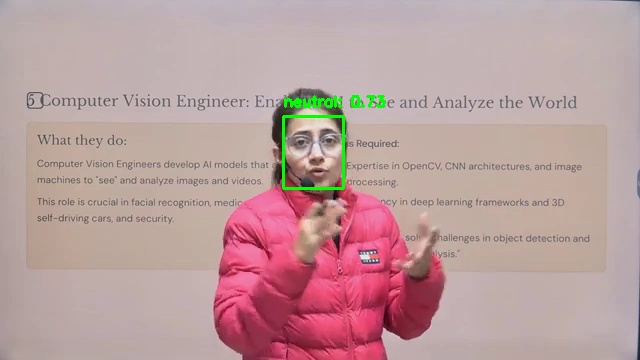 neutral: 0.73
5 Computer Vision Engineer: Ena and Analyze the World
What they do:
s Required:
Computer Vision Engineers develop AI models that
Expertise in OpenCV, CNN architectures, and image
machines to "see" and analyze images and videos.
processing.
This role is crucial in facial recognition, medic
ncy in deep learning frameworks and 3D
self-driving cars, and security.
challenges in object detection and